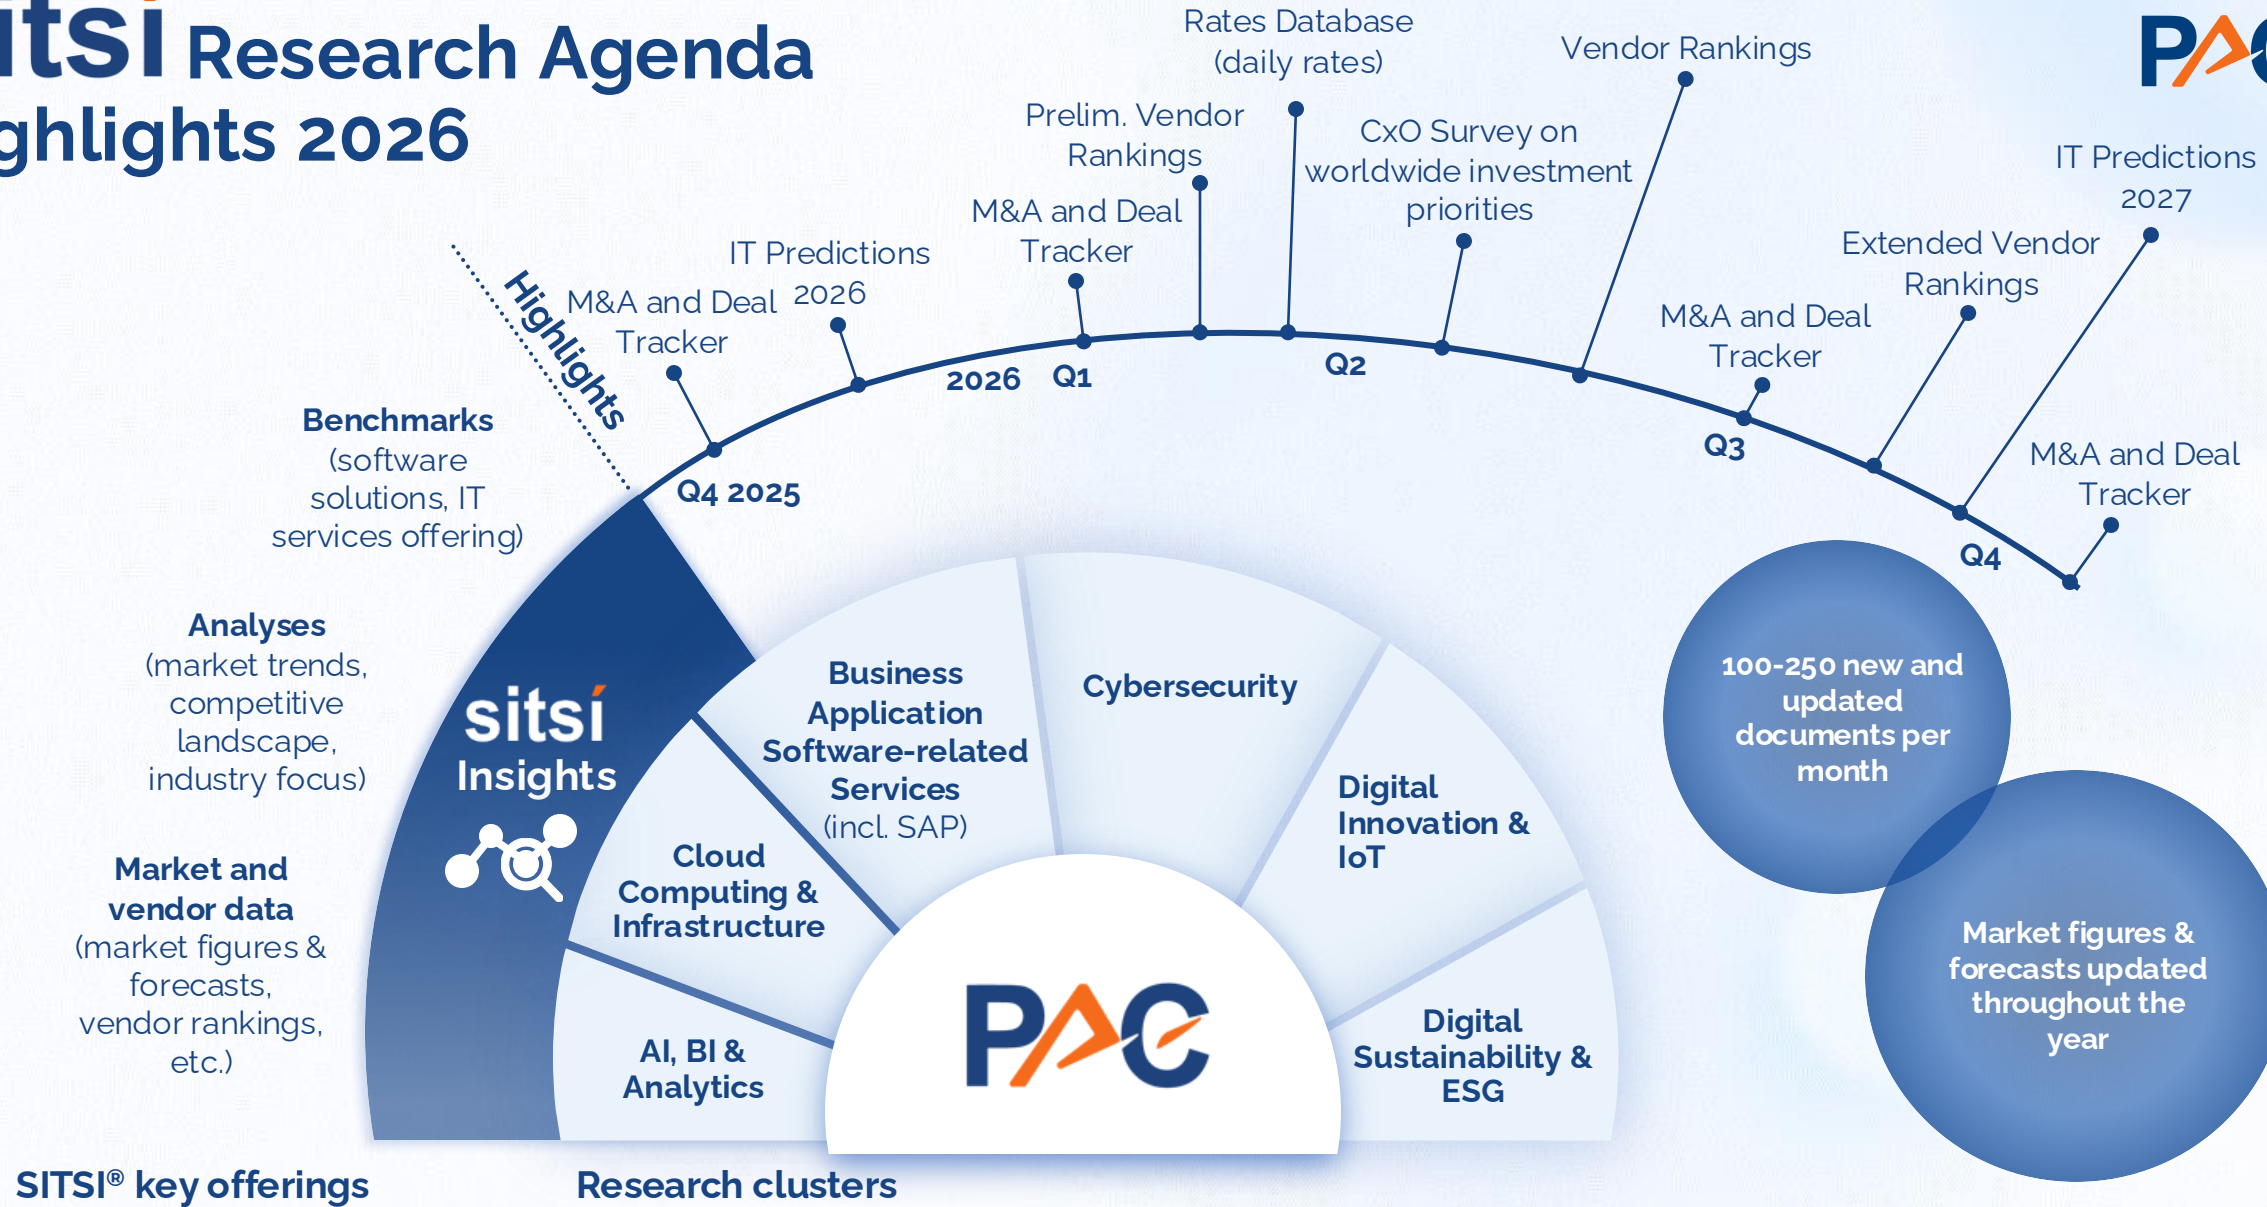 itsí Research Agenda
ghlights 2026
PAC
Rates Database
(daily rates)
Vendor Rankings
Prelim. Vendor
Rankings
CxO Survey on
worldwide investment
priorities
IT Predictions
2027
M&A and Deal
Tracker
IT Predictions
2026
Extended Vendor
Rankings
Highlights
M&A and Deal
Tracker
M&A and Deal
Tracker
M&A and Deal
Tracker
Q4 2025
2026
Q1
Q2
Q3
Q4
Benchmarks
(software
solutions, IT
services offering)
Analyses
(market trends,
competitive
landscape,
industry focus)
Market and
vendor data
(market figures &
forecasts,
vendor rankings,
etc.)
sitsí
Insights
AI, BI &
Analytics
Cloud
Computing &
Infrastructure
Business
Application
Software-related
Services
(incl. SAP)
Cybersecurity
Digital
Innovation &
IoT
Digital
Sustainability &
ESG
PAC
100-250 new and
updated
documents per
month
Market figures &
forecasts updated
throughout the
year
SITSI® key offerings
Research clusters